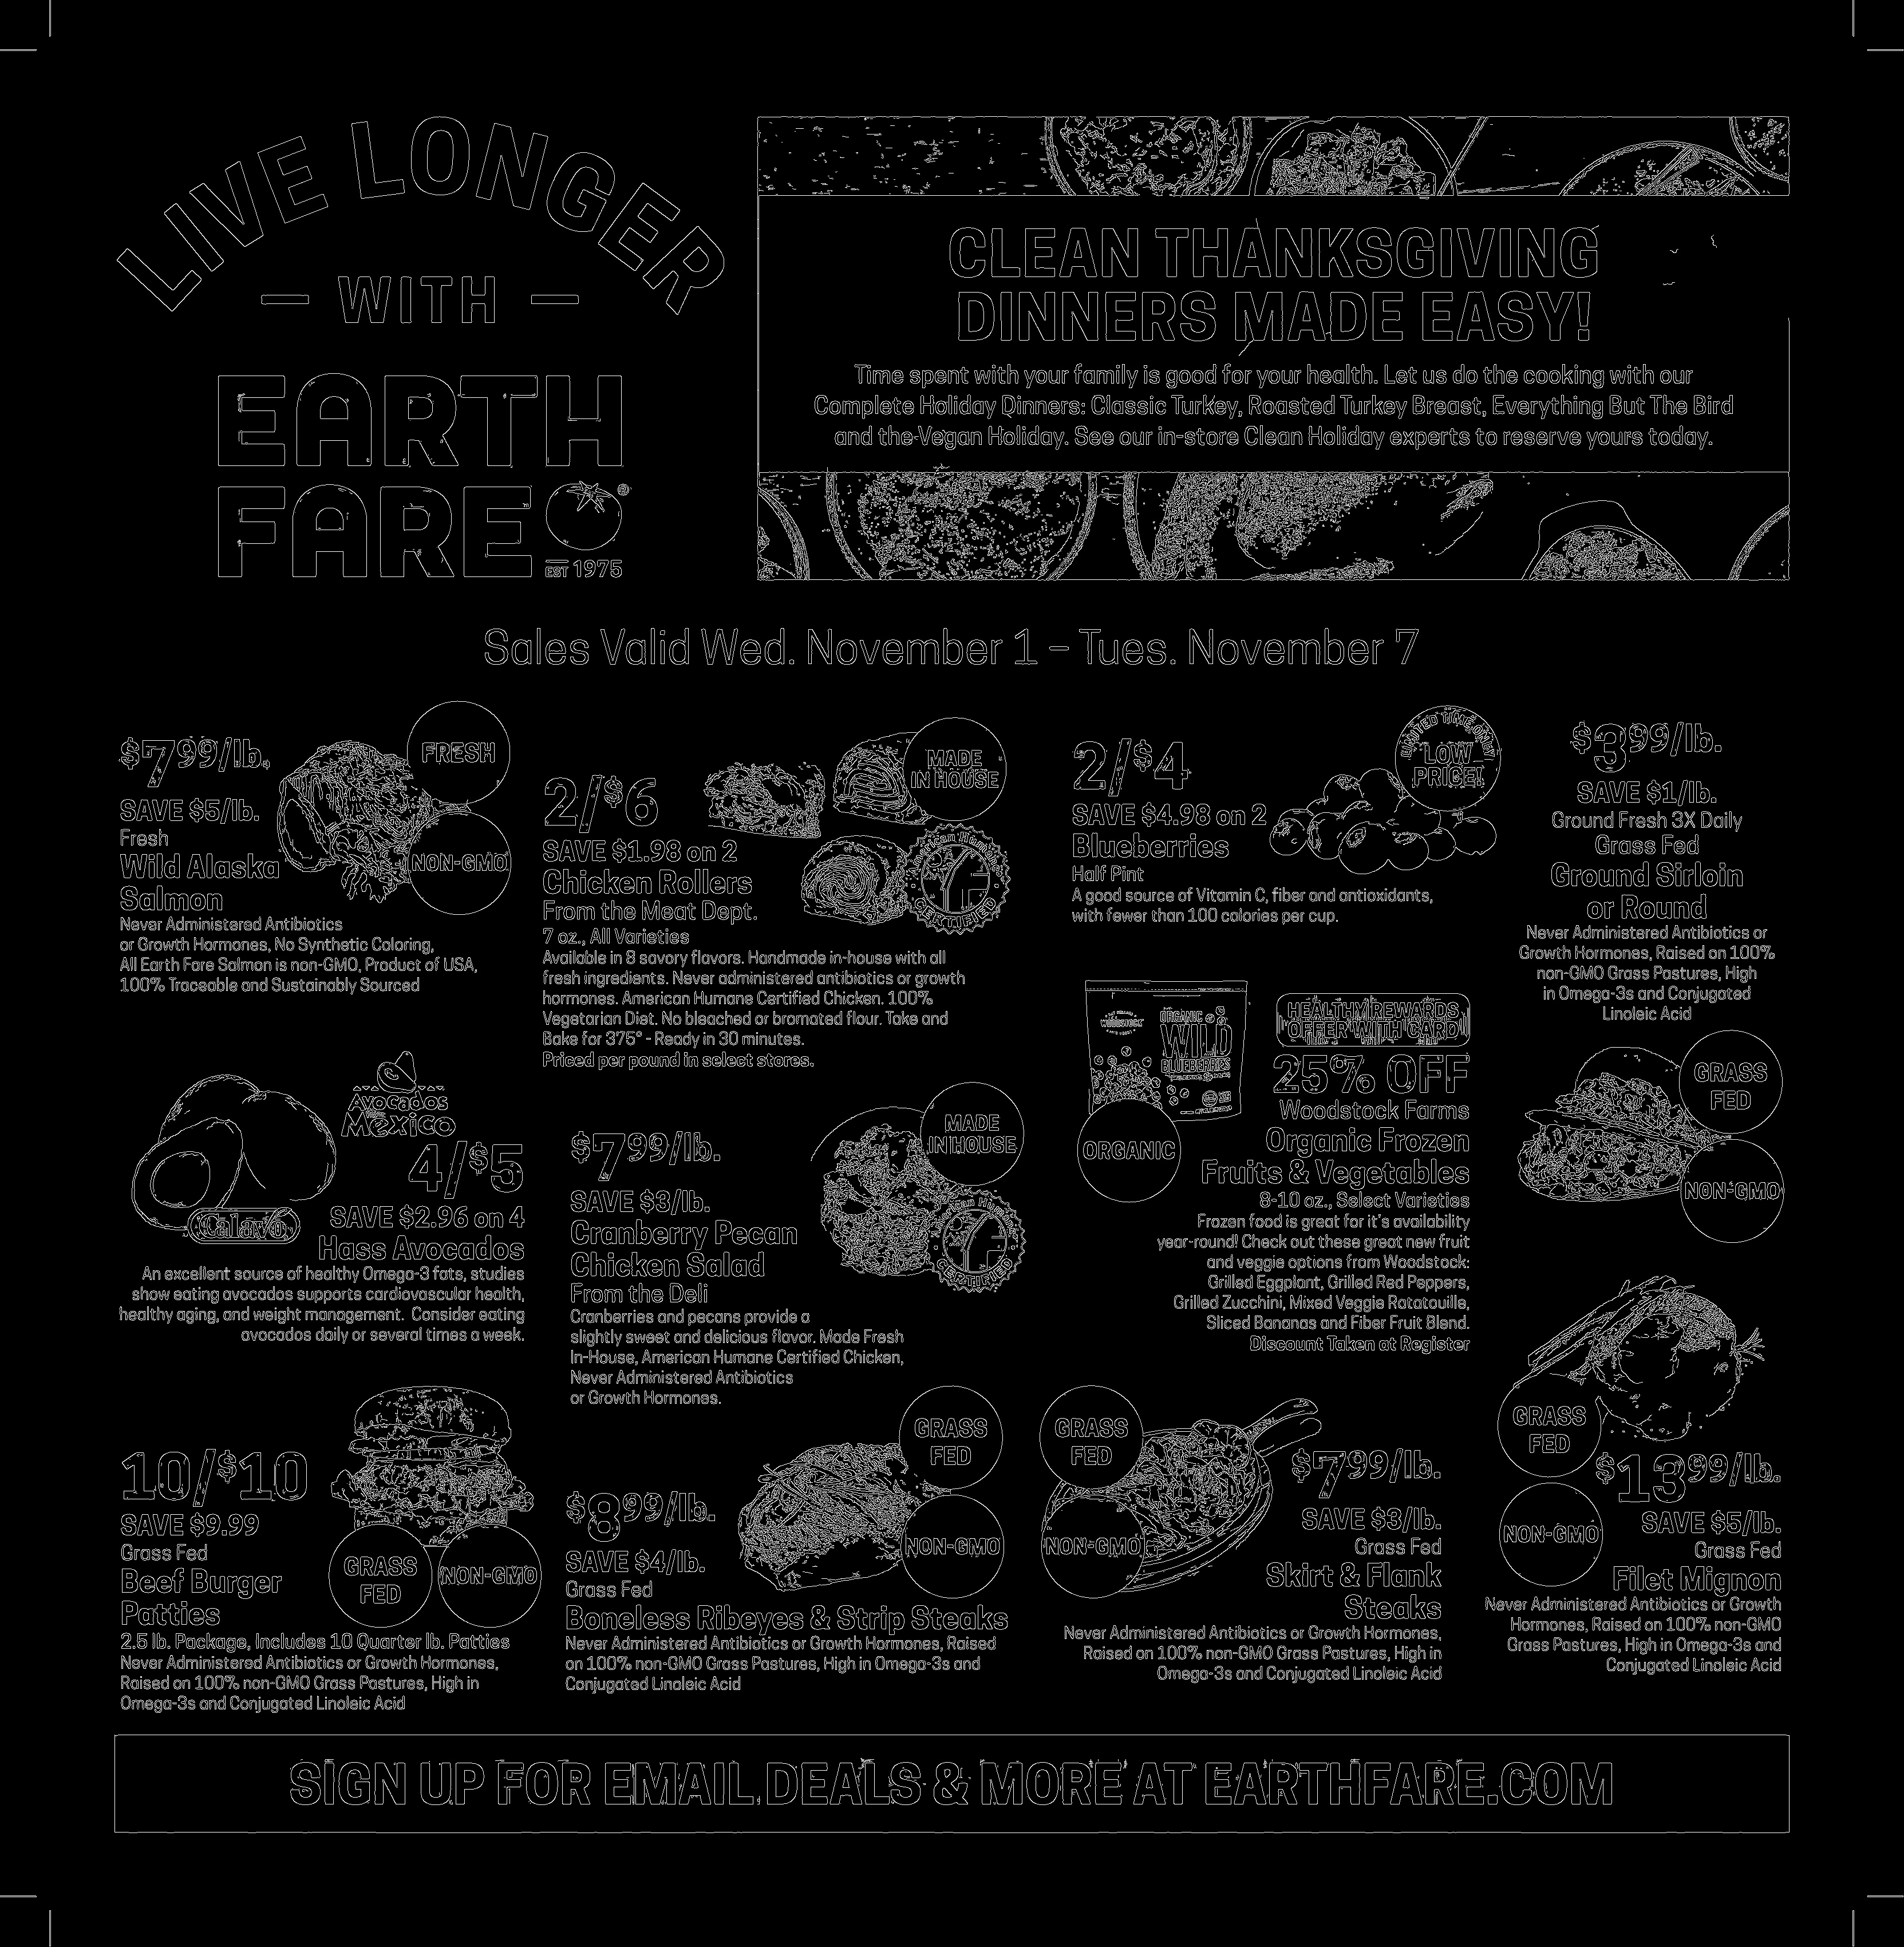 LIVE LONGER
— WITH —
EARTH
FARE®
EST 1975
CLEAN THANKSGIVING
DINNERS MADE EASY!
Time spent with your family is good for your health. Let us do the cooking with our
Complete Holiday Dinners: Classic Turkey, Roasted Turkey Breast, Everything But The Bird
and the Vegan Holiday. See our in-store Clean Holiday experts to reserve yours today.
Sales Valid Wed. November 1 – Tues. November 7
$7 99/lb.
SAVE $5/lb.
Fresh
Wild Alaska
Salmon
Never Administered Antibiotics
or Growth Hormones, No Synthetic Coloring,
All Earth Fare Salmon is non-GMO, Product of USA,
100% Traceable and Sustainably Sourced
FRESH
NON-GMO
2/$6
SAVE $1.98 on 2
Chicken Rollers
From the Meat Dept.
7 oz., All Varieties
Available in 8 savory flavors. Handmade in-house with all
fresh ingredients. Never administered antibiotics or growth
hormones. American Humane Certified Chicken. 100%
Vegetarian Diet. No bleached or bromated flour. Take and
Bake for 375° - Ready in 30 minutes.
Priced per pound in select stores.
MADE
IN HOUSE
American Humane
CERTIFIED
2/$4
SAVE $4.98 on 2
Blueberries
Half Pint
A good source of Vitamin C, fiber and antioxidants,
with fewer than 100 calories per cup.
LIMITED TIME ONLY!
LOW
PRICE!
$3 99/lb.
SAVE $1/lb.
Ground Fresh 3X Daily
Grass Fed
Ground Sirloin
or Round
Never Administered Antibiotics or
Growth Hormones, Raised on 100%
non-GMO Grass Pastures, High
in Omega-3s and Conjugated
Linoleic Acid
GRASS
FED
NON-GMO
Avocados
from
Mexico
Calavo
4/$5
SAVE $2.96 on 4
Hass Avocados
An excellent source of healthy Omega-3 fats, studies
show eating avocados supports cardiovascular health,
healthy aging, and weight management. Consider eating
avocados daily or several times a week.
$7 99/lb.
SAVE $3/lb.
Cranberry Pecan
Chicken Salad
From the Deli
Cranberries and pecans provide a
slightly sweet and delicious flavor. Made Fresh
In-House, American Humane Certified Chicken,
Never Administered Antibiotics
or Growth Hormones.
MADE
IN HOUSE
American Humane
CERTIFIED
WOODSTOCK
ORGANIC
WILD
BLUEBERRIES
ORGANIC
HEALTHY REWARDS
OFFER WITH CARD
25% OFF
Woodstock Farms
Organic Frozen
Fruits & Vegetables
8-10 oz., Select Varieties
Frozen food is great for it's availability
year-round! Check out these great new fruit
and veggie options from Woodstock:
Grilled Eggplant, Grilled Red Peppers,
Grilled Zucchini, Mixed Veggie Ratatouille,
Sliced Bananas and Fiber Fruit Blend.
Discount Taken at Register
10/$10
SAVE $9.99
Grass Fed
Beef Burger
Patties
2.5 lb. Package, Includes 10 Quarter lb. Patties
Never Administered Antibiotics or Growth Hormones,
Raised on 100% non-GMO Grass Pastures, High in
Omega-3s and Conjugated Linoleic Acid
GRASS
FED
NON-GMO
$8 99/lb.
SAVE $4/lb.
Grass Fed
Boneless Ribeyes & Strip Steaks
Never Administered Antibiotics or Growth Hormones, Raised
on 100% non-GMO Grass Pastures, High in Omega-3s and
Conjugated Linoleic Acid
GRASS
FED
NON-GMO
GRASS
FED
NON-GMO
$7 99/lb.
SAVE $3/lb.
Grass Fed
Skirt & Flank
Steaks
Never Administered Antibiotics or Growth Hormones,
Raised on 100% non-GMO Grass Pastures, High in
Omega-3s and Conjugated Linoleic Acid
GRASS
FED
NON-GMO
$13 99/lb.
SAVE $5/lb.
Grass Fed
Filet Mignon
Never Administered Antibiotics or Growth
Hormones, Raised on 100% non-GMO
Grass Pastures, High in Omega-3s and
Conjugated Linoleic Acid
SIGN UP FOR EMAIL DEALS & MORE AT EARTHFARE.COM